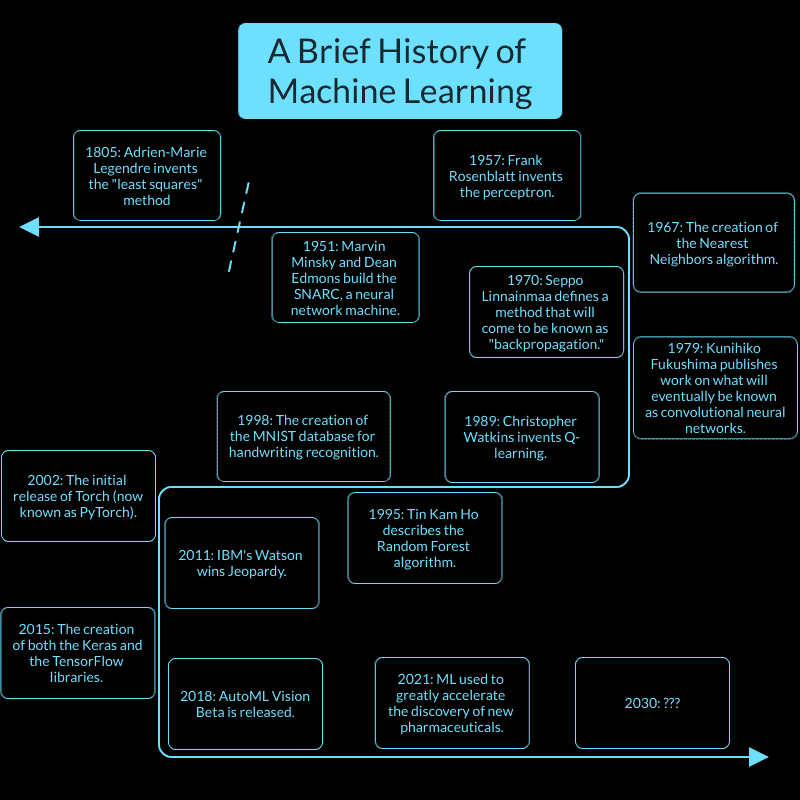 A Brief History of
Machine Learning
1805: Adrien-Marie
Legendre invents
the "least squares"
method
1951: Marvin
Minsky and Dean
Edmons build the
SNARC, a neural
network machine.
1957: Frank
Rosenblatt invents
the perceptron.
1967: The creation of
the Nearest
Neighbors algorithm.
1970: Seppo
Linnainmaa defines a
method that will
come to be known as
"backpropagation."
1979: Kunihiko
Fukushima publishes
work on what will
eventually be known
as convolutional neural
networks.
1989: Christopher
Watkins invents Q-
learning.
1995: Tin Kam Ho
describes the
Random Forest
algorithm.
1998: The creation of
the MNIST database for
handwriting recognition.
2002: The initial
release of Torch (now
known as PyTorch).
2011: IBM's Watson
wins Jeopardy.
2015: The creation
of both the Keras and
the TensorFlow
libraries.
2018: AutoML Vision
Beta is released.
2021: ML used to
greatly accelerate
the discovery of new
pharmaceuticals.
2030: ???